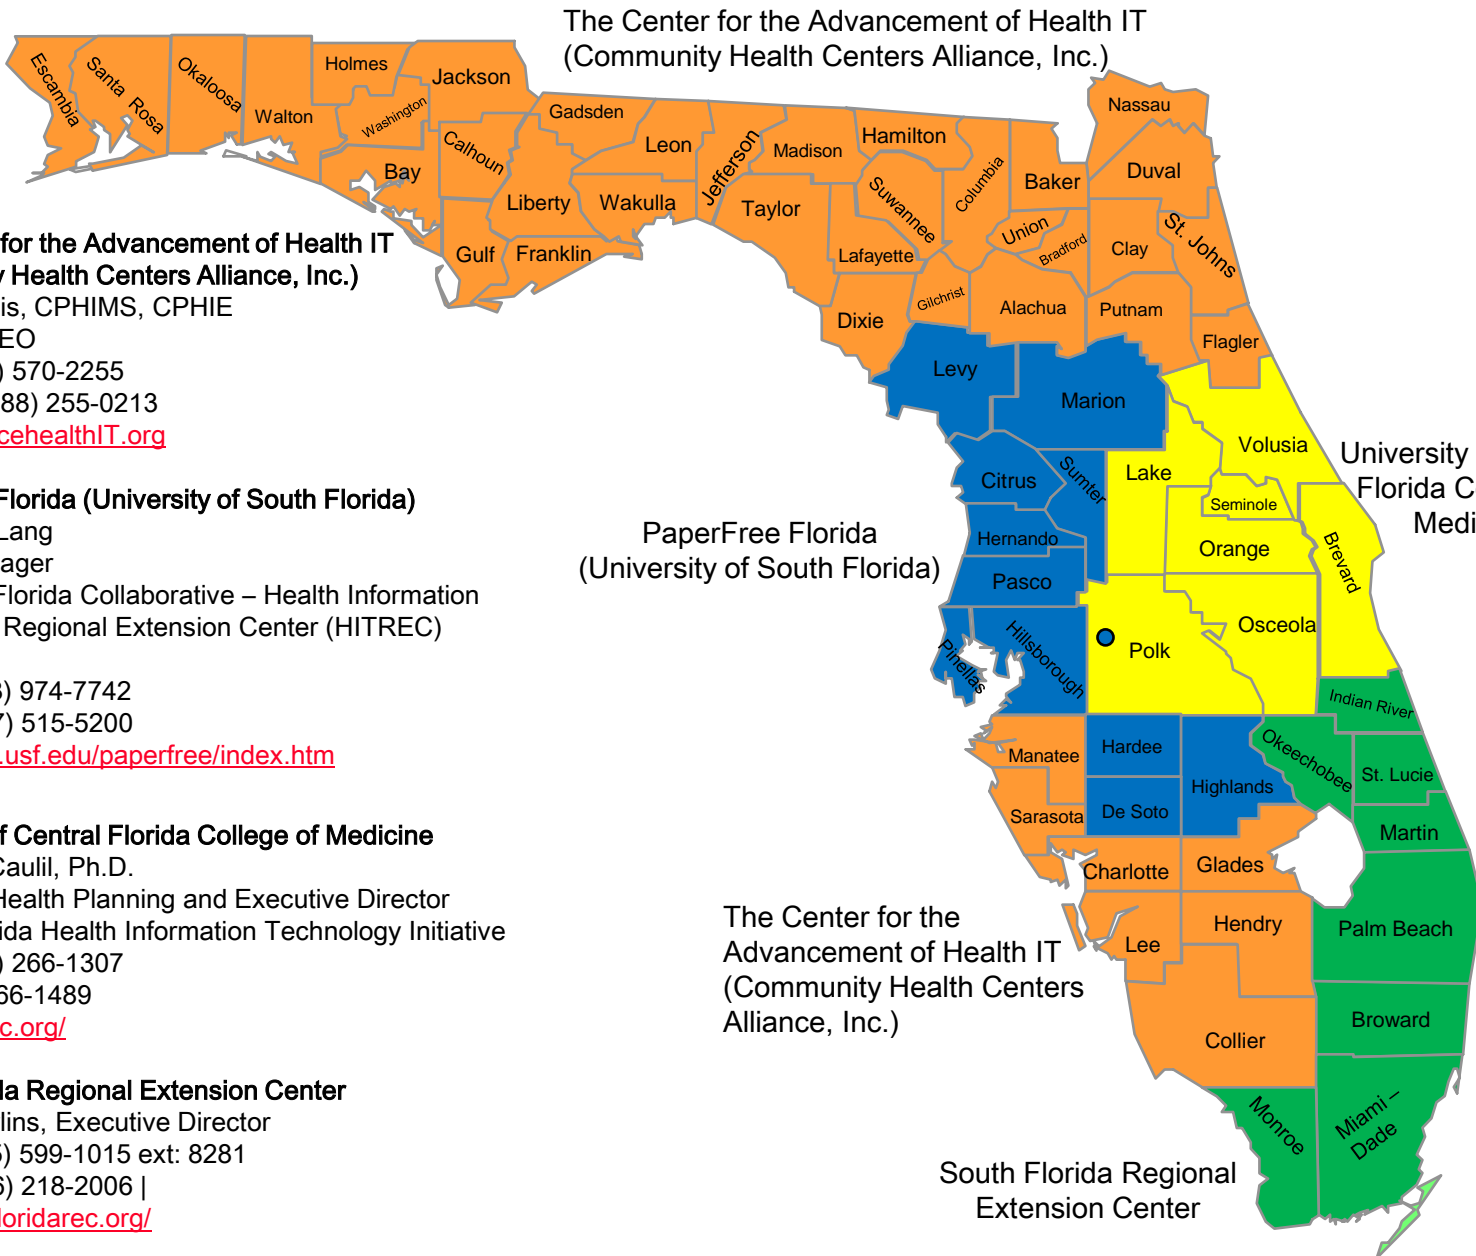 The Center for the Advancement of Health IT
(Community Health Centers Alliance, Inc.)
Escambia
Santa Rosa
Okaloosa
Walton
Holmes
Washington
Jackson
Bay
Calhoun
Gulf
Gadsden
Liberty
Franklin
Leon
Wakulla
Jefferson
Madison
Taylor
Hamilton
Suwannee
Lafayette
Columbia
Dixie
Gilchrist
Baker
Union
Bradford
Alachua
Nassau
Duval
Clay
St. Johns
Putnam
Flagler
for the Advancement of Health IT
y Health Centers Alliance, Inc.)
is, CPHIMS, CPHIE
EO
) 570-2255
88) 255-0213
cehealthIT.org
Florida (University of South Florida)
Lang
ager
Florida Collaborative – Health Information
Regional Extension Center (HITREC)
3) 974-7742
7) 515-5200
.usf.edu/paperfree/index.htm
f Central Florida College of Medicine
Caulil, Ph.D.
Health Planning and Executive Director
ida Health Information Technology Initiative
) 266-1307
66-1489
c.org/
da Regional Extension Center
lins, Executive Director
5) 599-1015 ext: 8281
6) 218-2006 |
loridarec.org/
PaperFree Florida
(University of South Florida)
Levy
Marion
Citrus
Sumter
Hernando
Pasco
Pinellas
Hillsborough
Hardee
De Soto
Highlands
University
Florida C
Medi
Volusia
Lake
Seminole
Orange
Brevard
Osceola
Polk
The Center for the
Advancement of Health IT
(Community Health Centers
Alliance, Inc.)
Manatee
Sarasota
Charlotte
Glades
Lee
Hendry
Collier
South Florida Regional
Extension Center
Indian River
Okeechobee
St. Lucie
Martin
Palm Beach
Broward
Miami –
Dade
Monroe